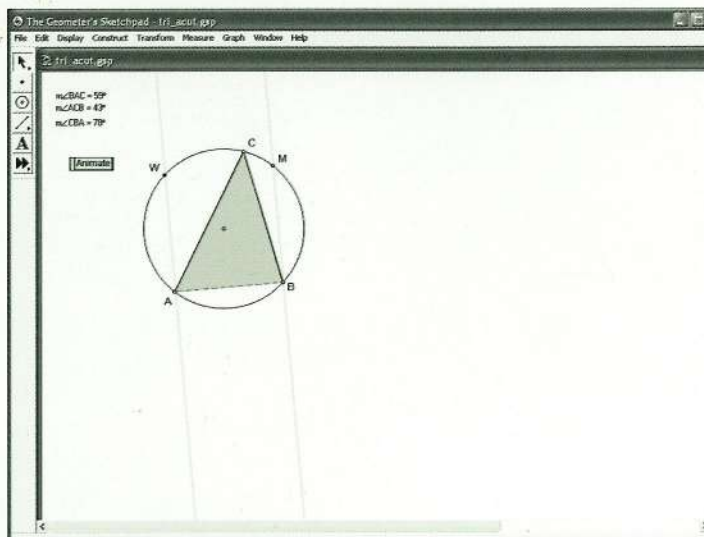 The Geometer's Sketchpad - tri_acut.gsp
File Edit Display Construct Transform Measure Graph Window Help
tri_acut.gsp
m∠BAC = 59°
m∠ACB = 43°
m∠CBA = 78°
Animate
A
W
C
M
A
B